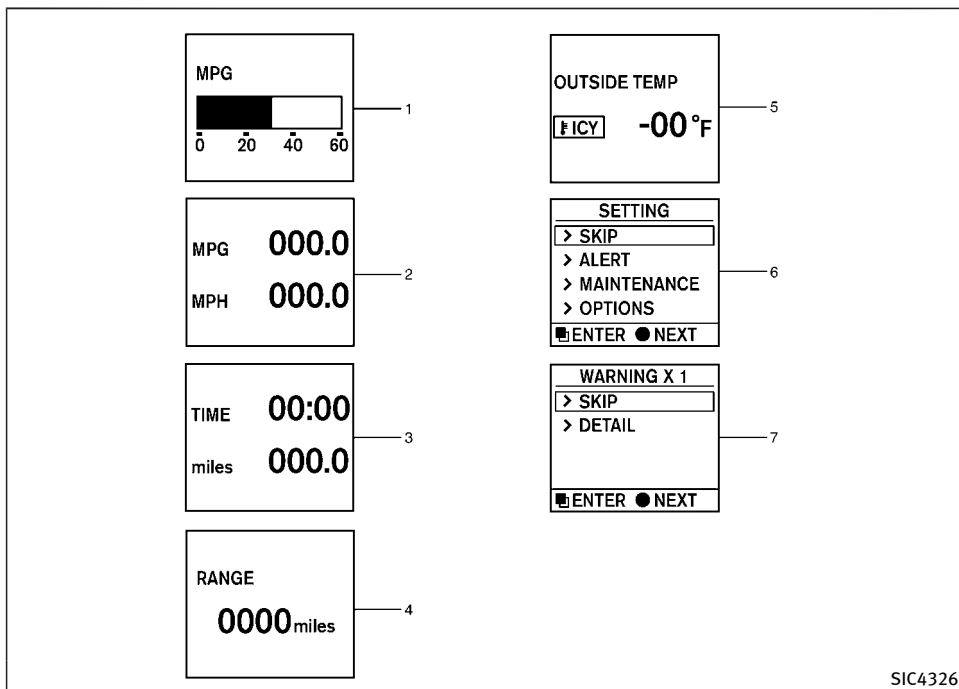 MPG
0 20 40 60
1
MPG 000.0
MPH 000.0
2
TIME 00:00
miles 000.0
3
RANGE
0000 miles
4
OUTSIDE TEMP
ICY -00 °F
5
SETTING
> SKIP
> ALERT
> MAINTENANCE
> OPTIONS
ENTER ● NEXT
6
WARNING X 1
> SKIP
> DETAIL
ENTER ● NEXT
7
SIC4326